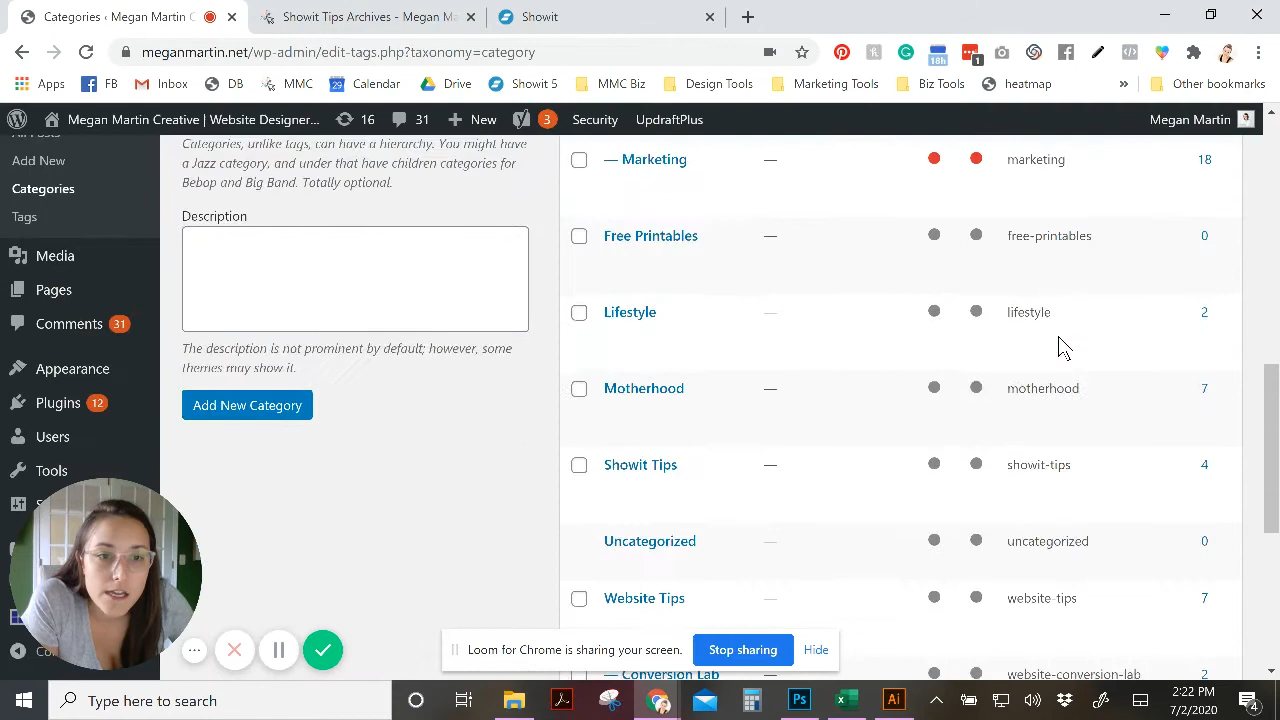 Categories ‹ Megan Martin C
Showit Tips Archives - Megan Ma
Showit
meganmartin.net/wp-admin/edit-tags.php?taxonomy=category
18h
1
Apps
FB
Inbox
DB
MMC
29
Calendar
Drive
Showit 5
MMC Biz
Design Tools
Marketing Tools
Biz Tools
heatmap
»
Other bookmarks
Megan Martin Creative | Website Designer...
16
31
New
3
Security
UpdraftPlus
Megan Martin
Add New
Categories
Tags
Media
Pages
Comments 31
Appearance
Plugins 12
Users
Tools
Categories, unlike tags, can have a hierarchy. You might have
a Jazz category and under that have children categories for
Bebop and Big Band. Totally optional.
Description
The description is not prominent by default; however, some
themes may show it.
Add New Category
— Marketing — marketing 18
Free Printables — free-printables 0
Lifestyle — lifestyle 2
Motherhood — motherhood 7
Showit Tips — showit-tips 4
Uncategorized — uncategorized 0
Website Tips — website-tips 7
— Conversion Lab website-conversion-lab 2
Loom for Chrome is sharing your screen.
Stop sharing
Hide
Type here to search
Ps
Ai
2:22 PM
7/2/2020
4